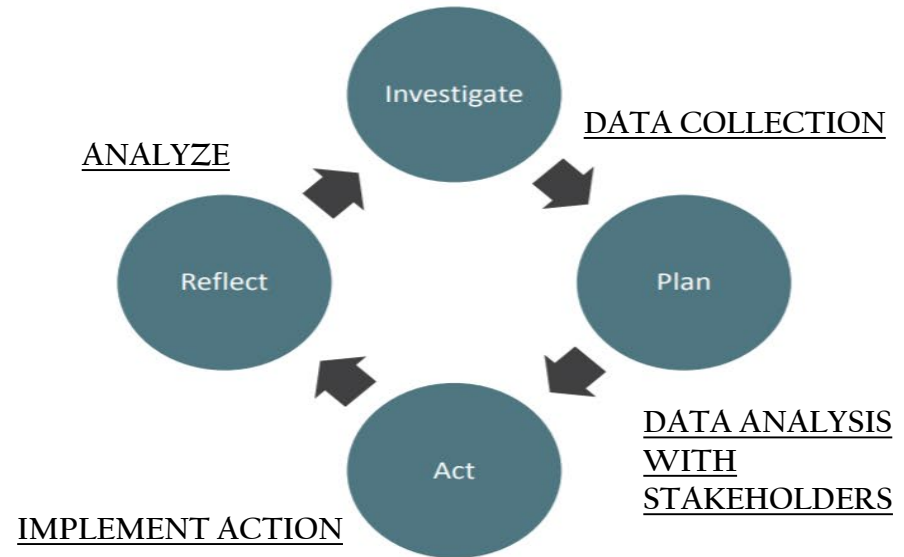 Investigate
DATA COLLECTION
ANALYZE
Reflect
Plan
DATA ANALYSIS
WITH
STAKEHOLDERS
Act
IMPLEMENT ACTION